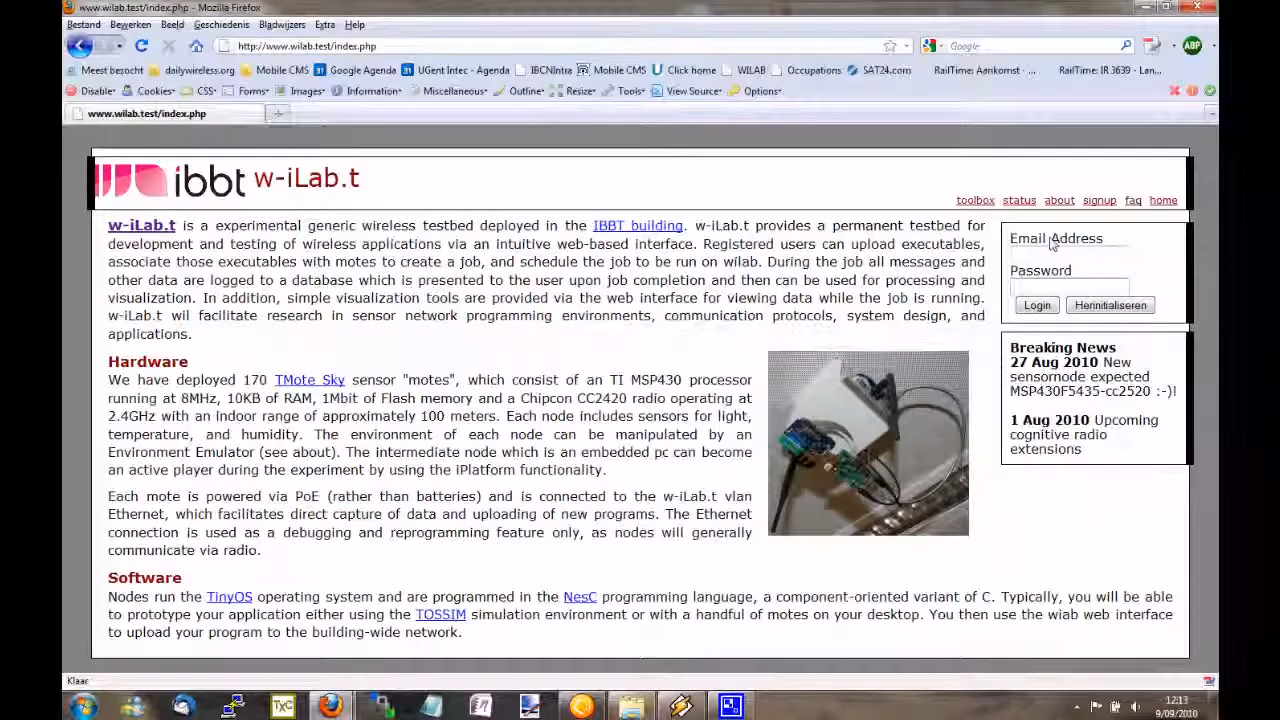 www.wilab.test/index.php - Mozilla Firefox
Bestand Bewerken Beeld Geschiedenis Bladwijzers Extra Help
http://www.wilab.test/index.php Google ABP
Meest bezocht dailywireless.org Mobile CMS Google Agenda UGent Intec - Agenda IBCNIntra Mobile CMS Click home WILAB Occupations SAT24.com RailTime: Aankomst ... RailTime: IR 3639 - Lan...
Disable Cookies CSS Forms Images Information Miscellaneous Outline Resize Tools View Source Options
www.wilab.test/index.php
ibbt w-iLab.t
toolbox status about signup faq home
w-iLab.t is a experimental generic wireless testbed deployed in the IBBT building. w-iLab.t provides a permanent testbed for
development and testing of wireless applications via an intuitive web-based interface. Registered users can upload executables,
associate those executables with motes to create a job, and schedule the job to be run on wilab. During the job all messages and
other data are logged to a database which is presented to the user upon job completion and then can be used for processing and
visualization. In addition, simple visualization tools are provided via the web interface for viewing data while the job is running.
w-iLab.t wil facilitate research in sensor network programming environments, communication protocols, system design, and
applications.
Email Address
Password
Login Herinitialiseren
Breaking News
27 Aug 2010 New
sensornode expected
MSP430F5435-cc2520 :-)!
1 Aug 2010 Upcoming
cognitive radio
extensions
Hardware
We have deployed 170 TMote Sky sensor "motes", which consist of an TI MSP430 processor
running at 8MHz, 10KB of RAM, 1Mbit of Flash memory and a Chipcon CC2420 radio operating at
2.4GHz with an indoor range of approximately 100 meters. Each node includes sensors for light,
temperature, and humidity. The environment of each node can be manipulated by an
Environment Emulator (see about). The intermediate node which is an embedded pc can become
an active player during the experiment by using the iPlatform functionality.
Each mote is powered via PoE (rather than batteries) and is connected to the w-iLab.t vlan
Ethernet, which facilitates direct capture of data and uploading of new programs. The Ethernet
connection is used as a debugging and reprogramming feature only, as nodes will generally
communicate via radio.
Software
Nodes run the TinyOS operating system and are programmed in the NesC programming language, a component-oriented variant of C. Typically, you will be able
to prototype your application either using the TOSSIM simulation environment or with a handful of motes on your desktop. You then use the wiab web interface
to upload your program to the building-wide network.
Klaar
TXC
12:13
9/09/2010